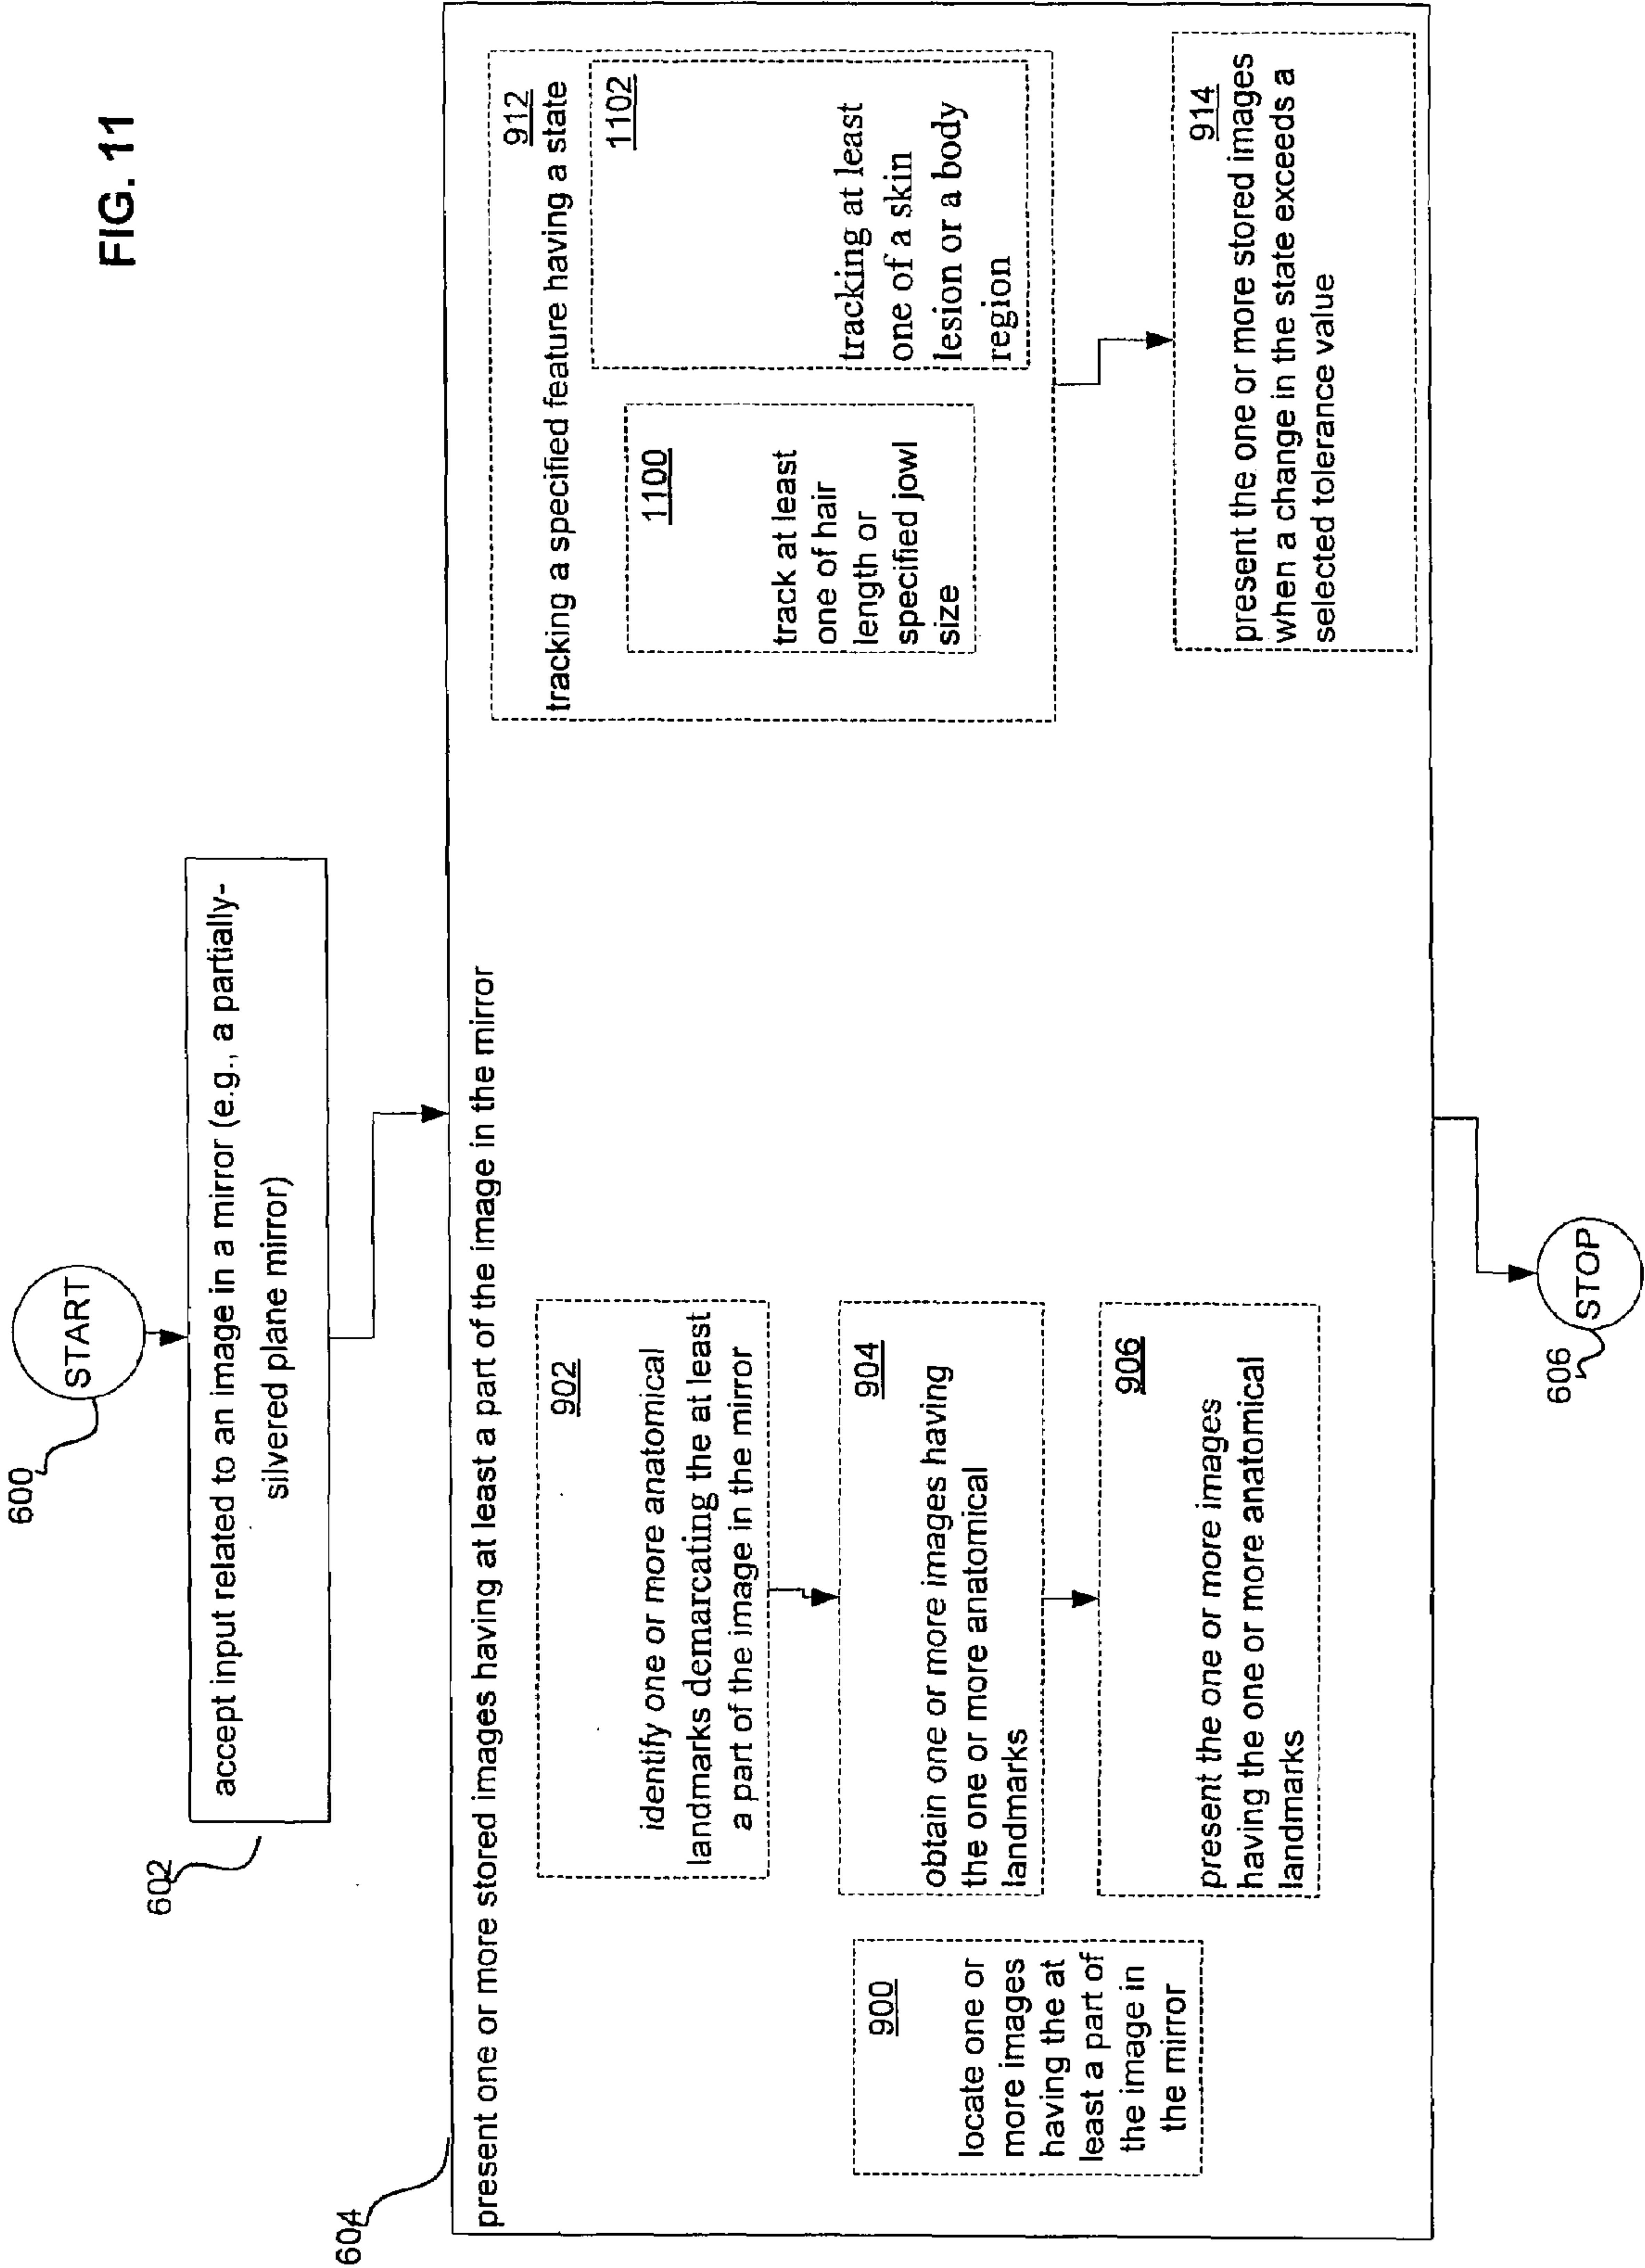 FIG. 11
600
START
602
accept input related to an image in a mirror (e.g., a partially-
silvered plane mirror)
604
present one or more stored images having at least a part of the image in the mirror
900
locate one or
more images
having the at
least a part of
the image in
the mirror
902
identify one or more anatomical
landmarks demarcating the at least
a part of the image in the mirror
904
obtain one or more images having
the one or more anatomical
landmarks
906
present the one or more images
having the one or more anatomical
landmarks
912
tracking a specified feature having a state
1100
track at least
one of hair
length or
specified jowl
size
1102
tracking at least
one of a skin
lesion or a body
region
914
present the one or more stored images
when a change in the state exceeds a
selected tolerance value
606
STOP